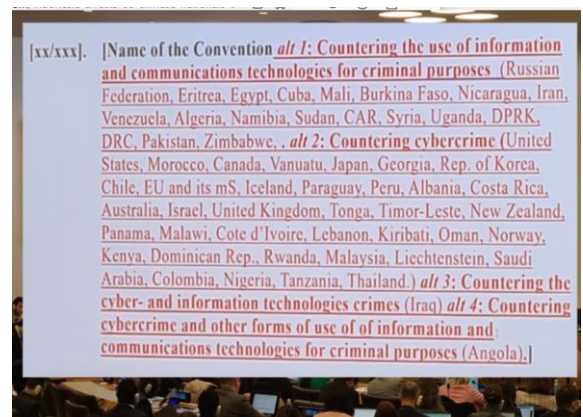 [xx/xxx]. [Name of the Convention alt 1: Countering the use of information
and communications technologies for criminal purposes (Russian
Federation, Eritrea, Egypt, Cuba, Mali, Burkina Faso, Nicaragua, Iran,
Venezuela, Algeria, Namibia, Sudan, CAR, Syria, Uganda, DPRK,
DRC, Pakistan, Zimbabwe, . alt 2: Countering cybercrime (United
States, Morocco, Canada, Vanuatu, Japan, Georgia, Rep. of Korea,
Chile, EU and its mS, Iceland, Paraguay, Peru, Albania, Costa Rica,
Australia, Israel, United Kingdom, Tonga, Timor-Leste, New Zealand,
Panama, Malawi, Cote d'Ivoire, Lebanon, Kiribati, Oman, Norway,
Kenya, Dominican Rep., Rwanda, Malaysia, Liechtenstein, Saudi
Arabia, Colombia, Nigeria, Tanzania, Thailand.) alt 3: Countering the
cyber- and information technologies crimes (Iraq) alt 4: Countering
cybercrime and other forms of use of of information and
communications technologies for criminal purposes (Angola).]